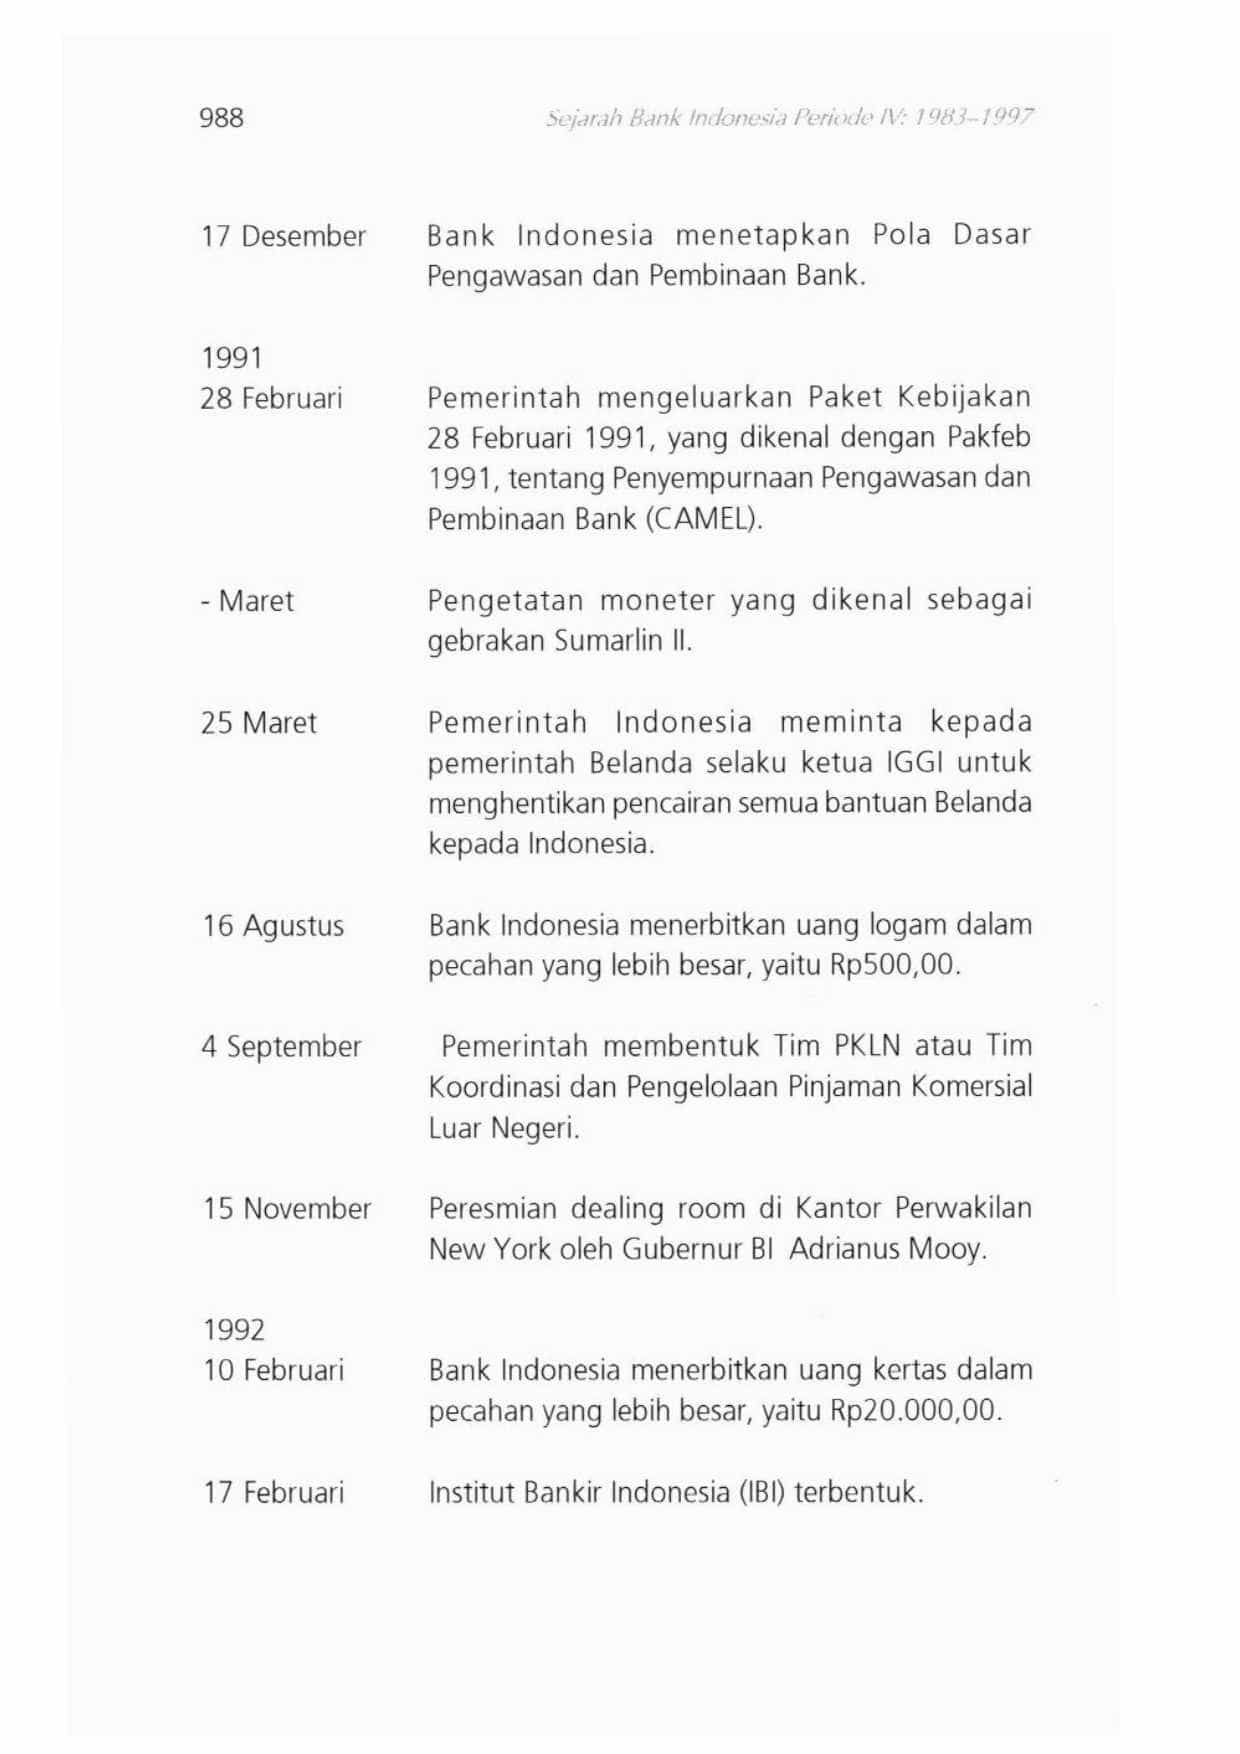 988 Sejarah Bank Indonesia Periode IV: 1983–1997
17 Desember Bank Indonesia menetapkan Pola Dasar
Pengawasan dan Pembinaan Bank.
1991
28 Februari Pemerintah mengeluarkan Paket Kebijakan
28 Februari 1991, yang dikenal dengan Pakfeb
1991, tentang Penyempurnaan Pengawasan dan
Pembinaan Bank (CAMEL).
- Maret Pengetatan moneter yang dikenal sebagai
gebrakan Sumarlin II.
25 Maret Pemerintah Indonesia meminta kepada
pemerintah Belanda selaku ketua IGGI untuk
menghentikan pencairan semua bantuan Belanda
kepada Indonesia.
16 Agustus Bank Indonesia menerbitkan uang logam dalam
pecahan yang lebih besar, yaitu Rp500,00.
4 September Pemerintah membentuk Tim PKLN atau Tim
Koordinasi dan Pengelolaan Pinjaman Komersial
Luar Negeri.
15 November Peresmian dealing room di Kantor Perwakilan
New York oleh Gubernur BI Adrianus Mooy.
1992
10 Februari Bank Indonesia menerbitkan uang kertas dalam
pecahan yang lebih besar, yaitu Rp20.000,00.
17 Februari Institut Bankir Indonesia (IBI) terbentuk.